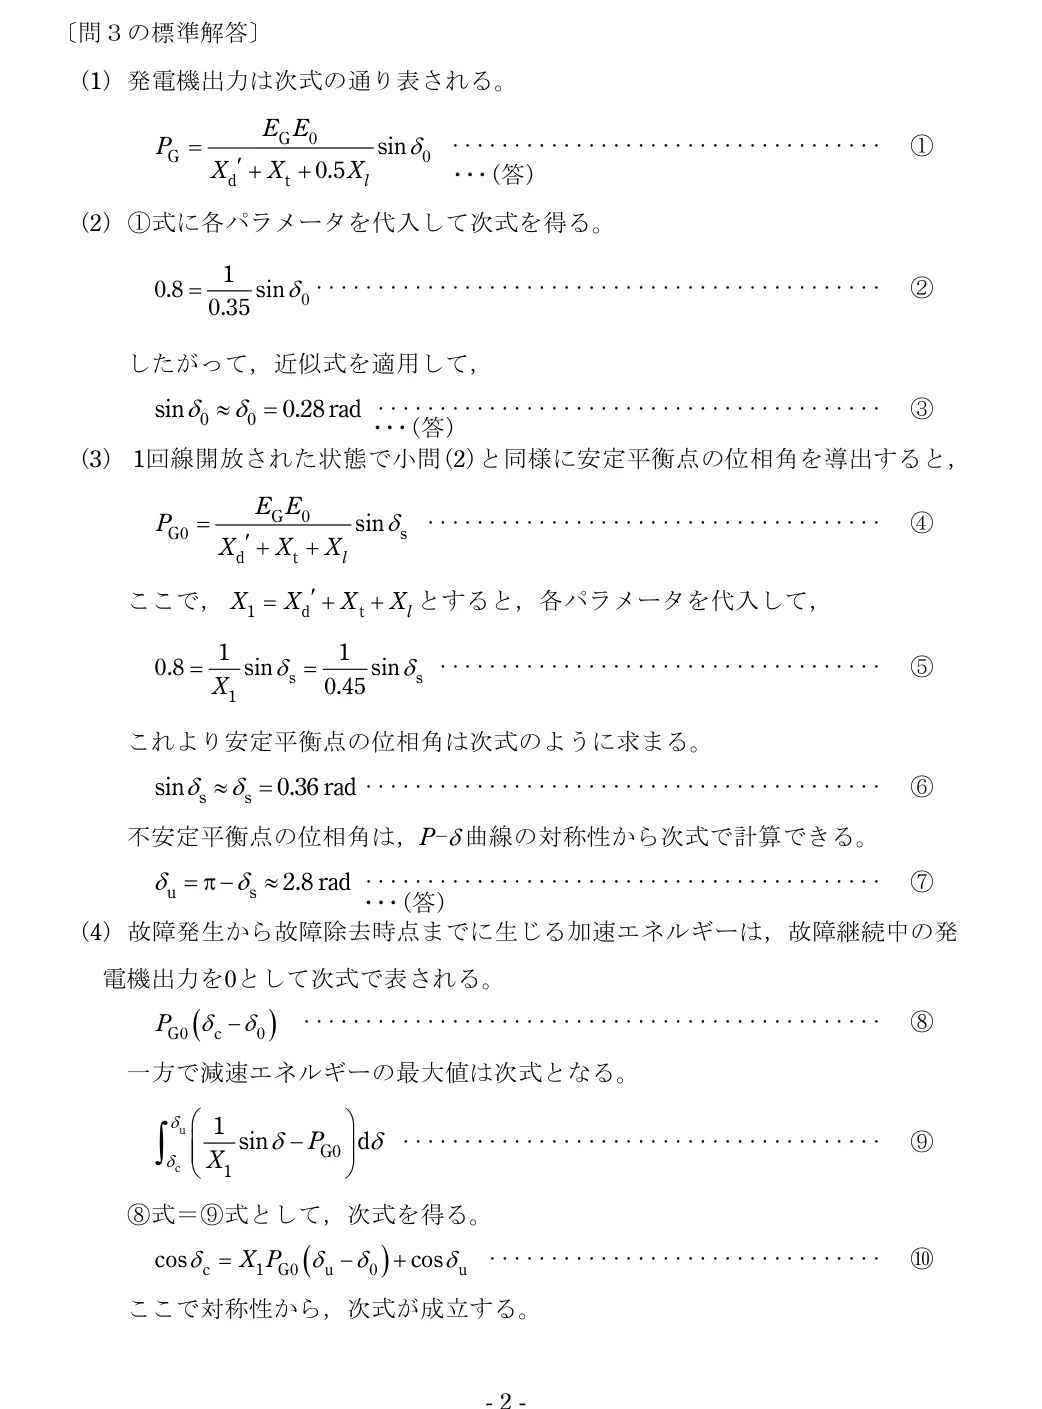 〔問３の標準解答〕
(1) 発電機出力は次式の通り表される。
P_G = E_G E_0 / (X_d′ + X_t + 0.5X_l) sin δ_0 ･････････････････････････････････ ①
･･･(答)
(2) ①式に各パラメータを代入して次式を得る。
0.8 = 1/0.35 sin δ_0 ･････････････････････････････････････････････ ②
したがって，近似式を適用して，
sin δ_0 ≈ δ_0 = 0.28 rad ････････････････････････････････････････ ③
･･･(答)
(3) 1回線開放された状態で小問(2)と同様に安定平衡点の位相角を導出すると，
P_G0 = E_G E_0 / (X_d′ + X_t + X_l) sin δ_s ････････････････････････････････････ ④
ここで， X_1 = X_d′ + X_t + X_l とすると，各パラメータを代入して，
0.8 = 1/X_1 sin δ_s = 1/0.45 sin δ_s ･･･････････････････････････････････ ⑤
これより安定平衡点の位相角は次式のように求まる。
sin δ_s ≈ δ_s = 0.36 rad ･････････････････････････････････････････ ⑥
不安定平衡点の位相角は，P−δ曲線の対称性から次式で計算できる。
δ_u = π − δ_s ≈ 2.8 rad ･････････････････････････････････････････ ⑦
･･･(答)
(4) 故障発生から故障除去時点までに生じる加速エネルギーは，故障継続中の発
電機出力を0として次式で表される。
P_G0 (δ_c − δ_0) ･･････････････････････････････････････････････ ⑧
一方で減速エネルギーの最大値は次式となる。
∫_{δ_c}^{δ_u} (1/X_1 sin δ − P_G0) dδ ･･････････････････････････････････････ ⑨
⑧式＝⑨式として，次式を得る。
cos δ_c = X_1 P_G0 (δ_u − δ_0) + cos δ_u ･･･････････････････････････････ ⑩
ここで対称性から，次式が成立する。
- 2 -